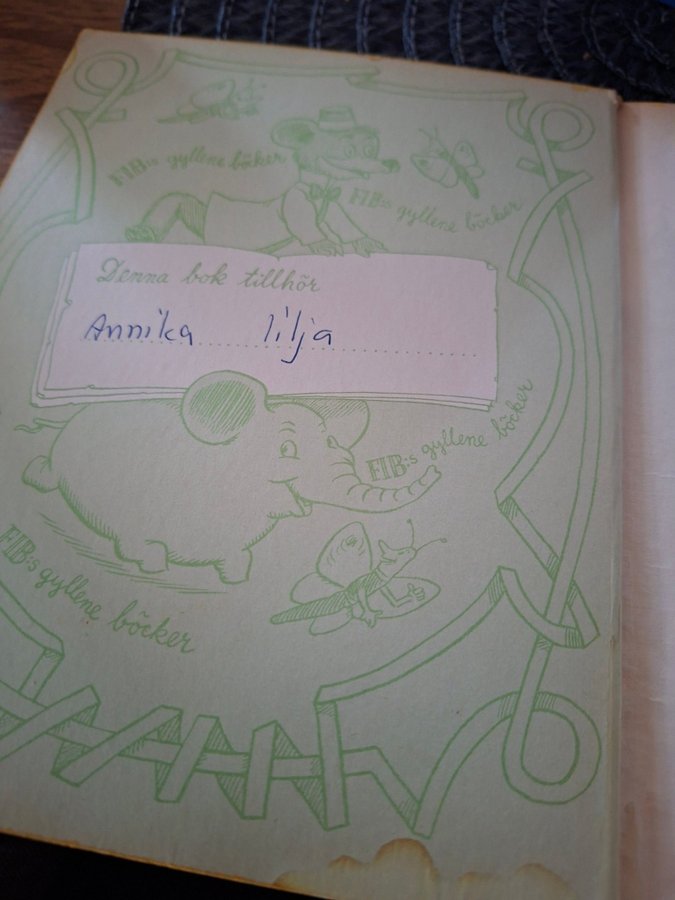 FIB:s gyllene böcker
FIB:s gyllene böcker
Denna bok tillhör
Annika lilja
FIB:s gyllene böcker
FIB:s gyllene böcker